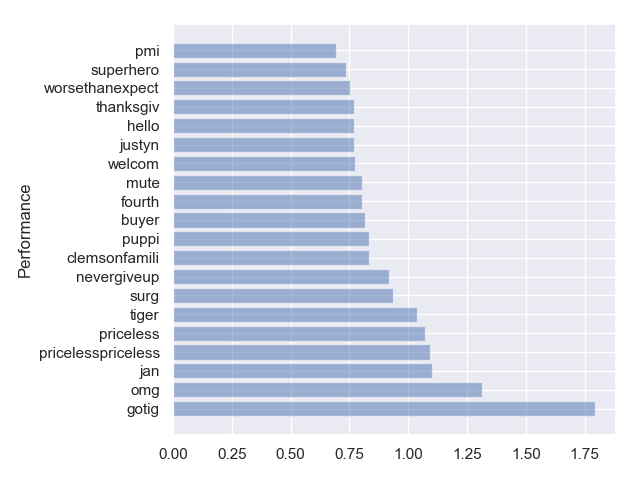 pmi
superhero
worsethanexpect
thanksgiv
hello
justyn
welcom
mute
fourth
buyer
puppi
clemsonfamili
nevergiveup
surg
tiger
priceless
pricelesspriceless
jan
omg
gotig
Performance
0.00 0.25 0.50 0.75 1.00 1.25 1.50 1.75